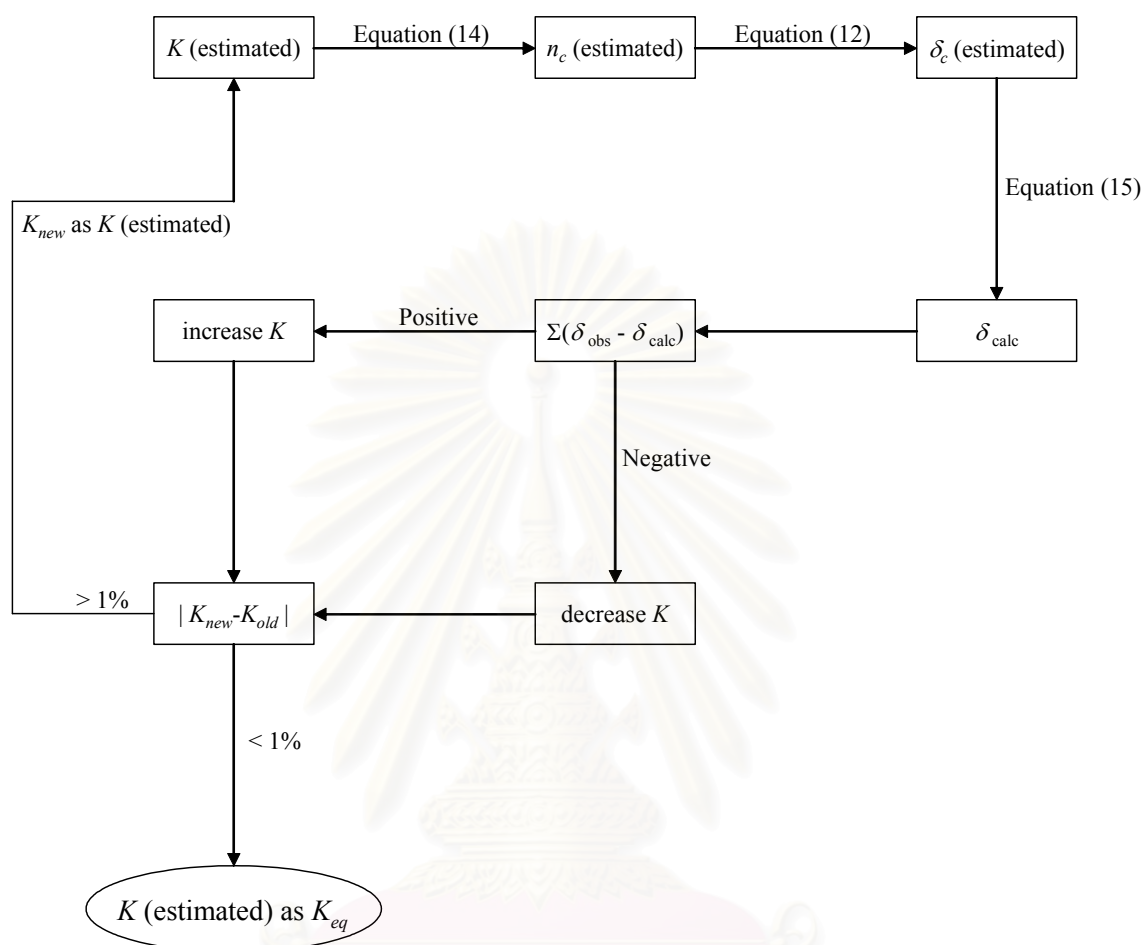 K (estimated)
Equation (14)
n_c (estimated)
Equation (12)
δ_c (estimated)
Equation (15)
K_new as K (estimated)
increase K
Positive
Σ(δ_obs - δ_calc)
δ_calc
Negative
> 1%
| K_new-K_old |
decrease K
< 1%
K (estimated) as K_eq